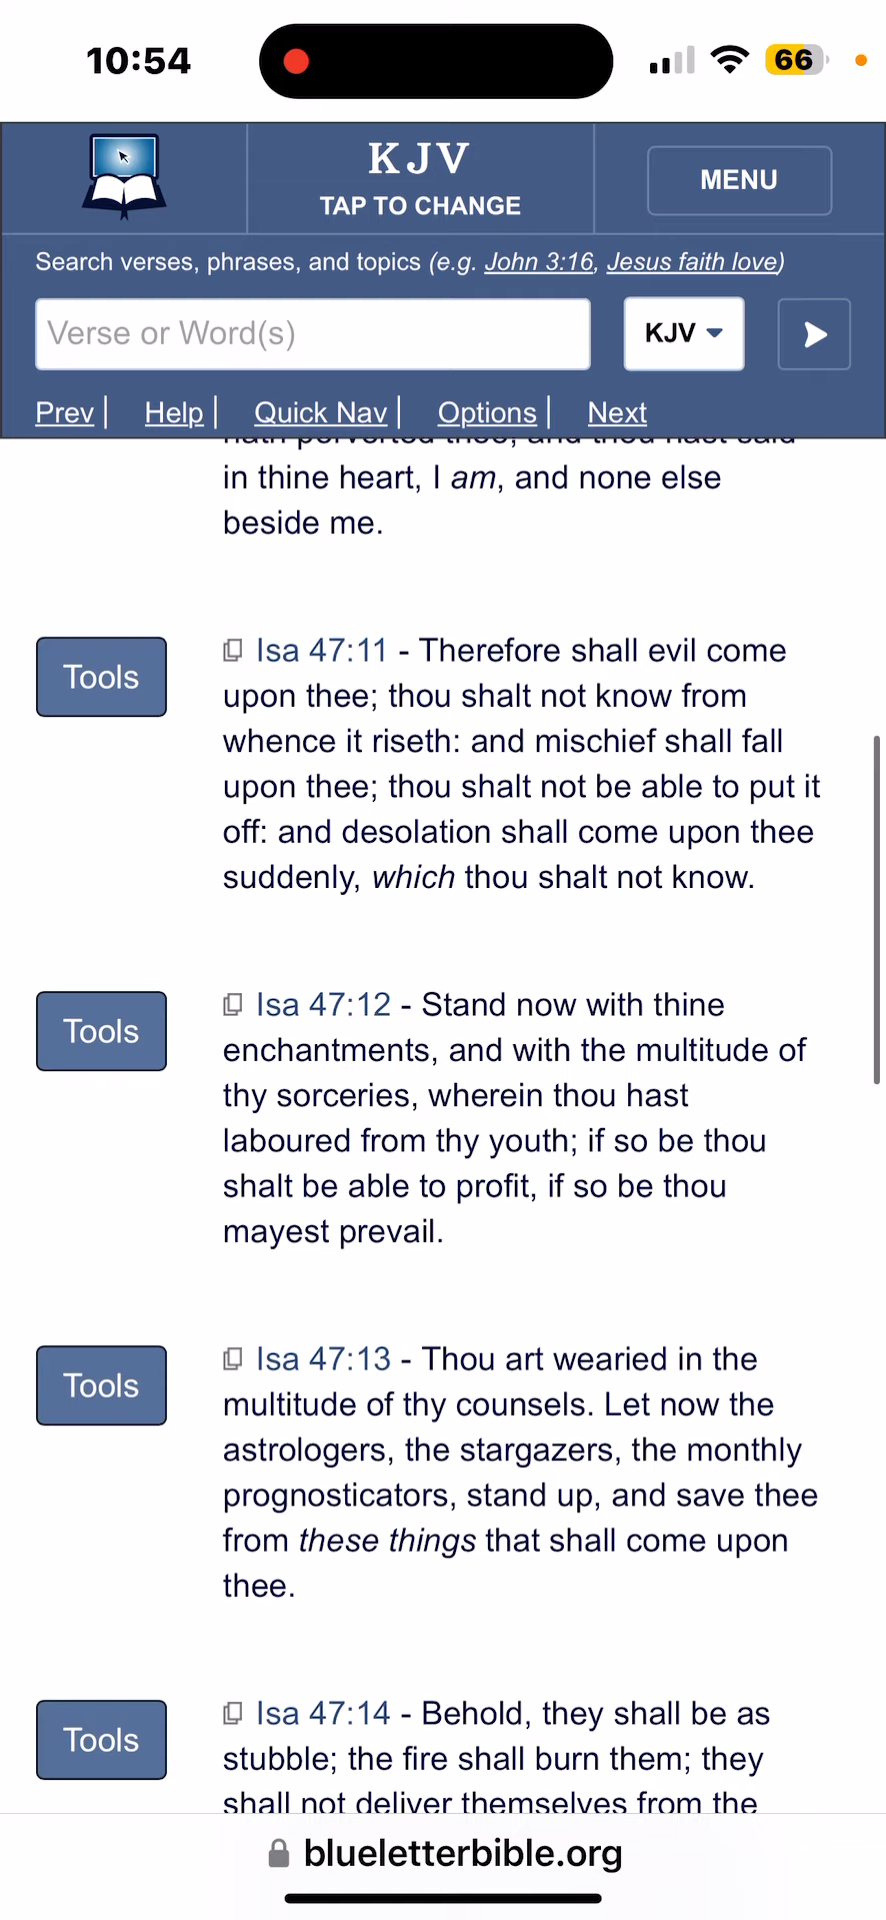 10:54
66
KJV
TAP TO CHANGE
MENU
Search verses, phrases, and topics (e.g. John 3:16, Jesus faith love)
Verse or Word(s)
KJV
Prev | Help | Quick Nav | Options | Next
hath perverted thee, and thou hast said
in thine heart, I am, and none else
beside me.
Tools
Isa 47:11 - Therefore shall evil come
upon thee; thou shalt not know from
whence it riseth: and mischief shall fall
upon thee; thou shalt not be able to put it
off: and desolation shall come upon thee
suddenly, which thou shalt not know.
Tools
Isa 47:12 - Stand now with thine
enchantments, and with the multitude of
thy sorceries, wherein thou hast
laboured from thy youth; if so be thou
shalt be able to profit, if so be thou
mayest prevail.
Tools
Isa 47:13 - Thou art wearied in the
multitude of thy counsels. Let now the
astrologers, the stargazers, the monthly
prognosticators, stand up, and save thee
from these things that shall come upon
thee.
Tools
Isa 47:14 - Behold, they shall be as
stubble; the fire shall burn them; they
shall not deliver themselves from the
blueletterbible.org